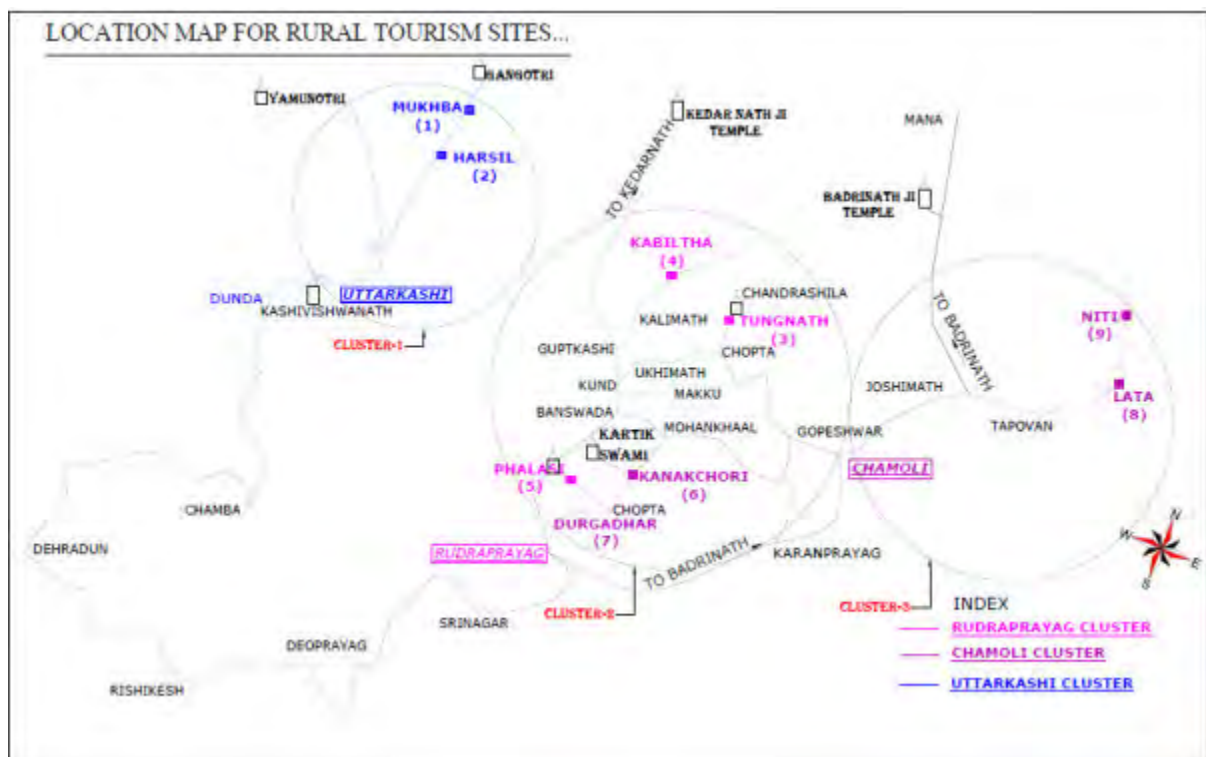 LOCATION MAP FOR RURAL TOURISM SITES...
GANGOTRI
YAMUNOTRI
MUKHBA
(1)
HARSIL
(2)
KEDAR NATH JI
TEMPLE
MANA
TO KEDARNATH
BADRINATH JI
TEMPLE
KABILTHA
(4)
DUNDA
UTTARKASHI
KASHIVISHWANATH
CHANDRASHILA
TO BADRINATH
CLUSTER-1
KALIMATH
TUNGNATH
(3)
NITI
(9)
GUPTKASHI
CHOPTA
UKHIMATH
KUND
MAKKU
JOSHIMATH
LATA
(8)
BANSWADA
MOHANKHAAL
GOPESHWAR
TAPOVAN
KARTIK
SWAMI
PHALASI
(5)
KANAKCHORI
(6)
CHAMOLI
CHAMBA
CHOPTA
DURGADHAR
(7)
N
W
E
S
DEHRADUN
RUDRAPRAYAG
TO BADRINATH
KARANPRAYAG
CLUSTER-2
CLUSTER-3
SRINAGAR
DEOPRAYAG
RISHIKESH
INDEX
RUDRAPRAYAG CLUSTER
CHAMOLI CLUSTER
UTTARKASHI CLUSTER